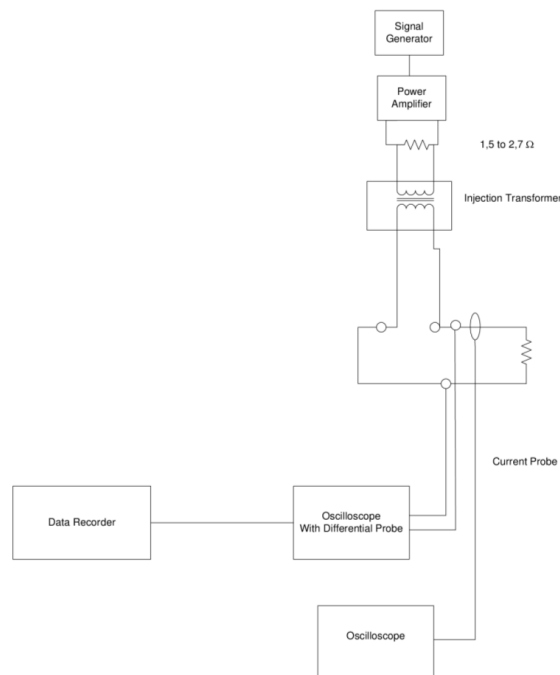 Signal
Generator
Power
Amplifier
1,5 to 2,7 Ω
Injection Transformer
Current Probe
Data Recorder
Oscilloscope
With Differential Probe
Oscilloscope